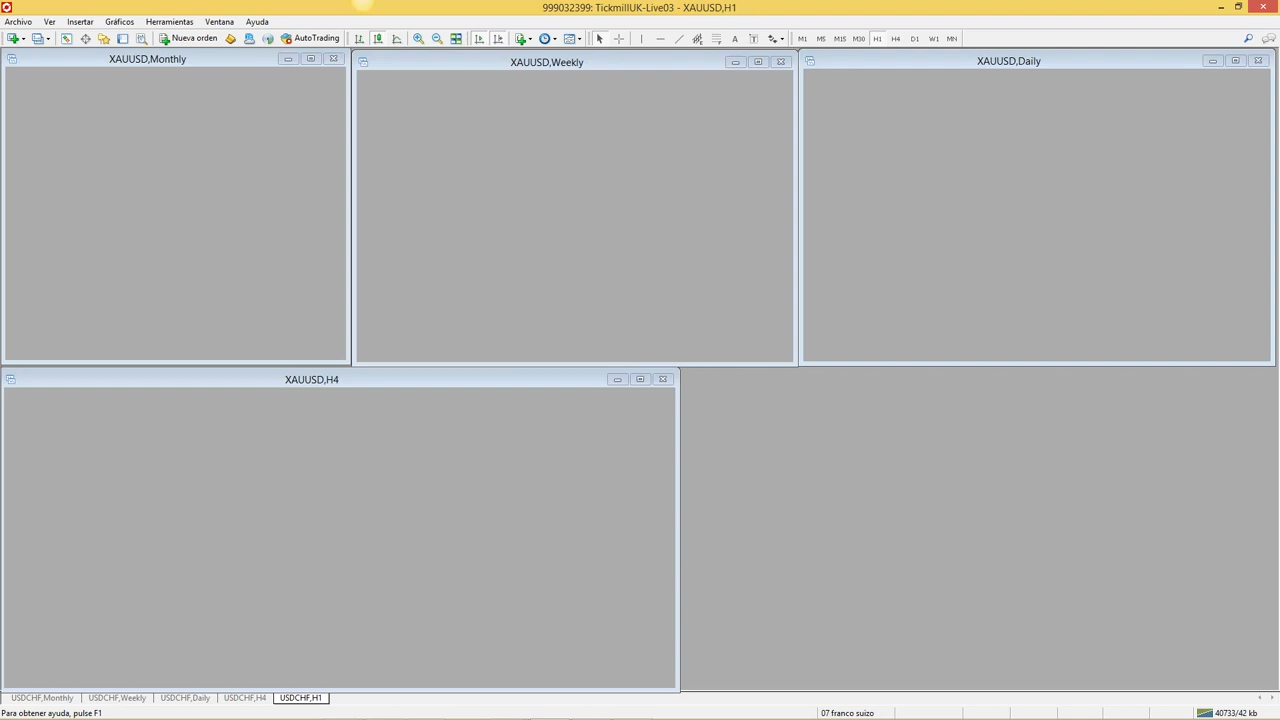 999032399: TickmillUK-Live03 - XAUUSD,H1
Archivo Ver Insertar Gráficos Herramientas Ventana Ayuda
Nueva orden AutoTrading A T M1 M5 M15 M30 H1 H4 D1 W1 MN
XAUUSD,Monthly
XAUUSD,Weekly
XAUUSD,Daily
XAUUSD,H4
USDCHF,Monthly USDCHF,Weekly USDCHF,Daily USDCHF,H4 USDCHF,H1
Para obtener ayuda, pulse F1 07 franco suizo 40733/42 kb